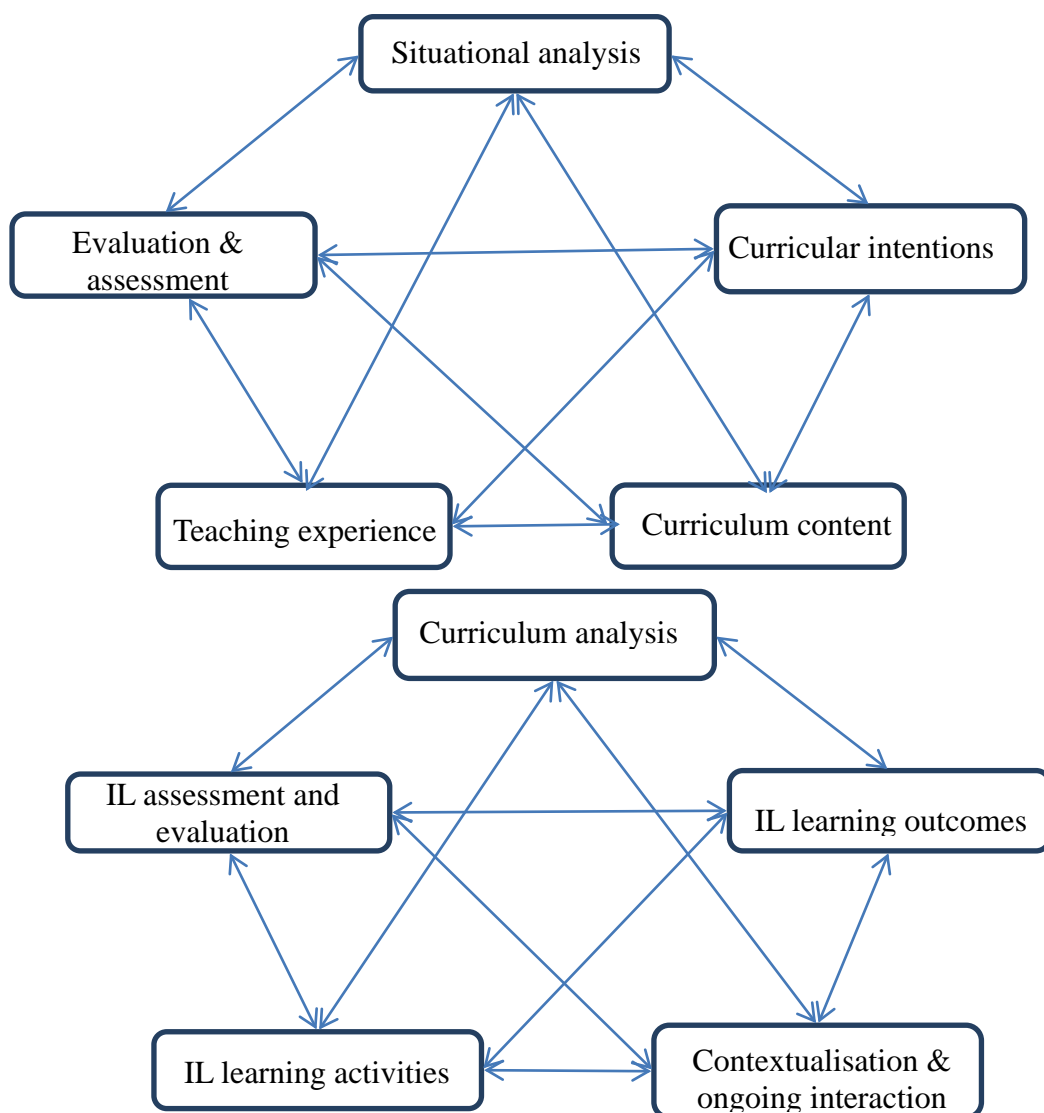 Situational analysis
Evaluation &
assessment
Curricular intentions
Teaching experience
Curriculum content
Curriculum analysis
IL assessment and
evaluation
IL learning outcomes
IL learning activities
Contextualisation &
ongoing interaction